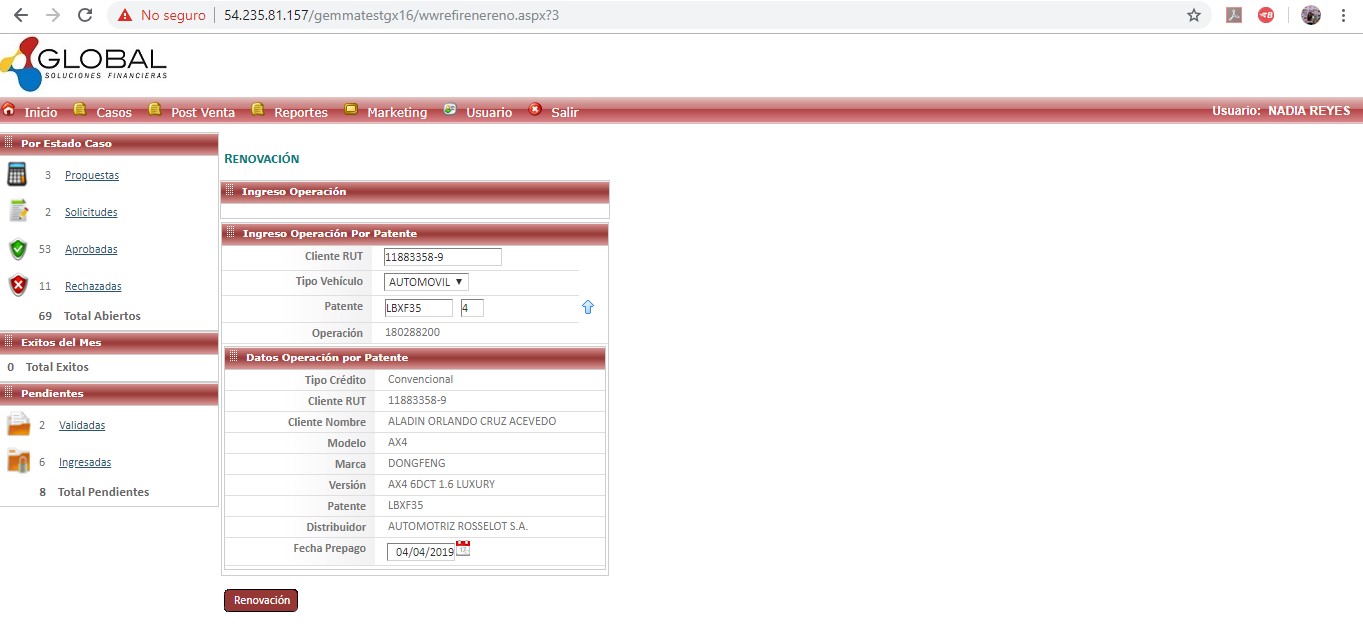 No seguro | 54.235.81.157/gemmatestgx16/wwrefirenereno.aspx?3
GLOBAL
SOLUCIONES FINANCIERAS
Inicio Casos Post Venta Reportes Marketing Usuario Salir Usuario: NADIA REYES
Por Estado Caso
3 Propuestas
2 Solicitudes
53 Aprobadas
11 Rechazadas
69 Total Abiertos
Exitos del Mes
0 Total Exitos
Pendientes
2 Validadas
6 Ingresadas
8 Total Pendientes
RENOVACIÓN
Ingreso Operación
Ingreso Operación Por Patente
Cliente RUT 11883358-9
Tipo Vehículo AUTOMOVIL
Patente LBXF35 4
Operación 180288200
Datos Operación por Patente
Tipo Crédito Convencional
Cliente RUT 11883358-9
Cliente Nombre ALADIN ORLANDO CRUZ ACEVEDO
Modelo AX4
Marca DONGFENG
Versión AX4 6DCT 1.6 LUXURY
Patente LBXF35
Distribuidor AUTOMOTRIZ ROSSELOT S.A.
Fecha Prepago 04/04/2019
Renovación